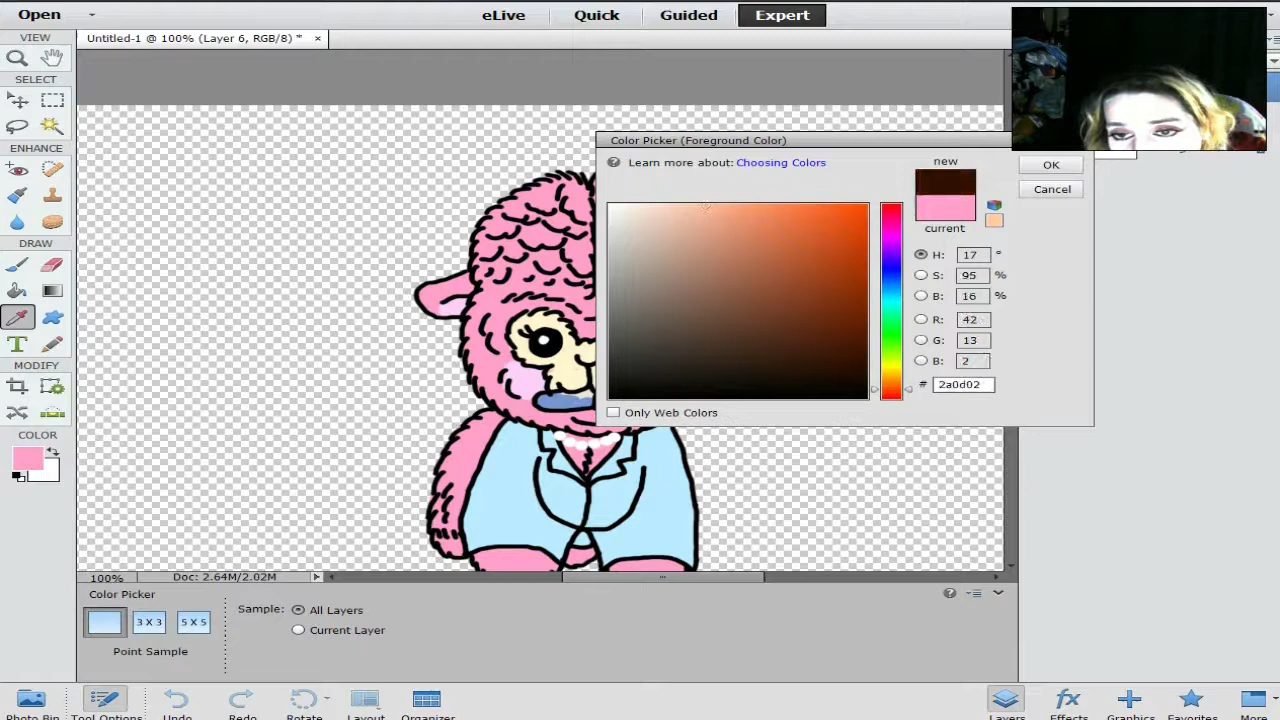 Open
eLive
Quick
Guided
Expert
VIEW
Untitled-1 @ 100% (Layer 6, RGB/8) *
×
SELECT
ENHANCE
DRAW
T
MODIFY
COLOR
Color Picker (Foreground Color)
Learn more about: Choosing Colors
new
current
OK
Cancel
H: 17 °
S: 95 %
B: 16 %
R: 42
G: 13
B: 2
# 2a0d02
Only Web Colors
100%
Doc: 2.64M/2.02M
Color Picker
3 X 3
5 X 5
Point Sample
Sample:
All Layers
Current Layer
Photo Bin
Tool Options
Undo
Redo
Rotate
Layout
Organizer
Layers
fx
Effects
Graphics
Favorites
More